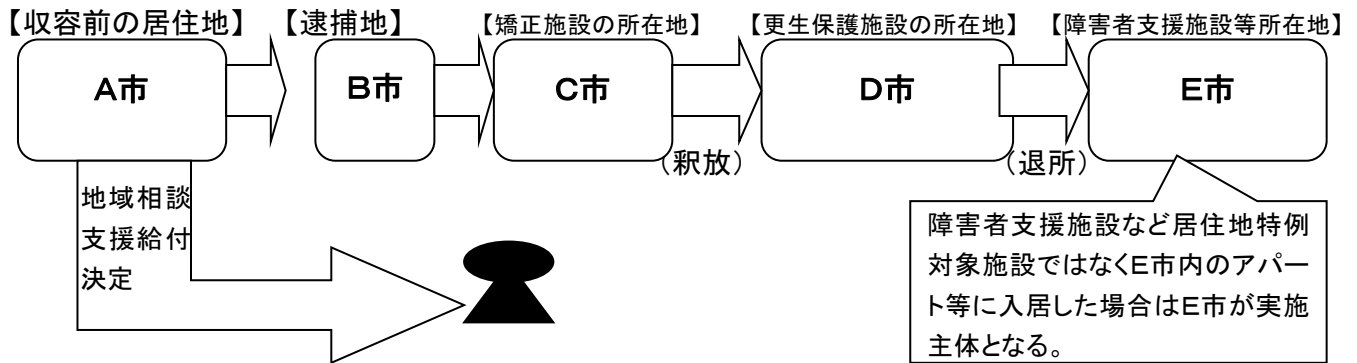 【収容前の居住地】 【逮捕地】 【矯正施設の所在地】 【更生保護施設の所在地】 【障害者支援施設等所在地】
A市 B市 C市 D市 E市
(釈放) (退所)
地域相談
支援給付
決定
障害者支援施設など居住地特例
対象施設ではなくE市内のアパー
ト等に入居した場合はE市が実施
主体となる。